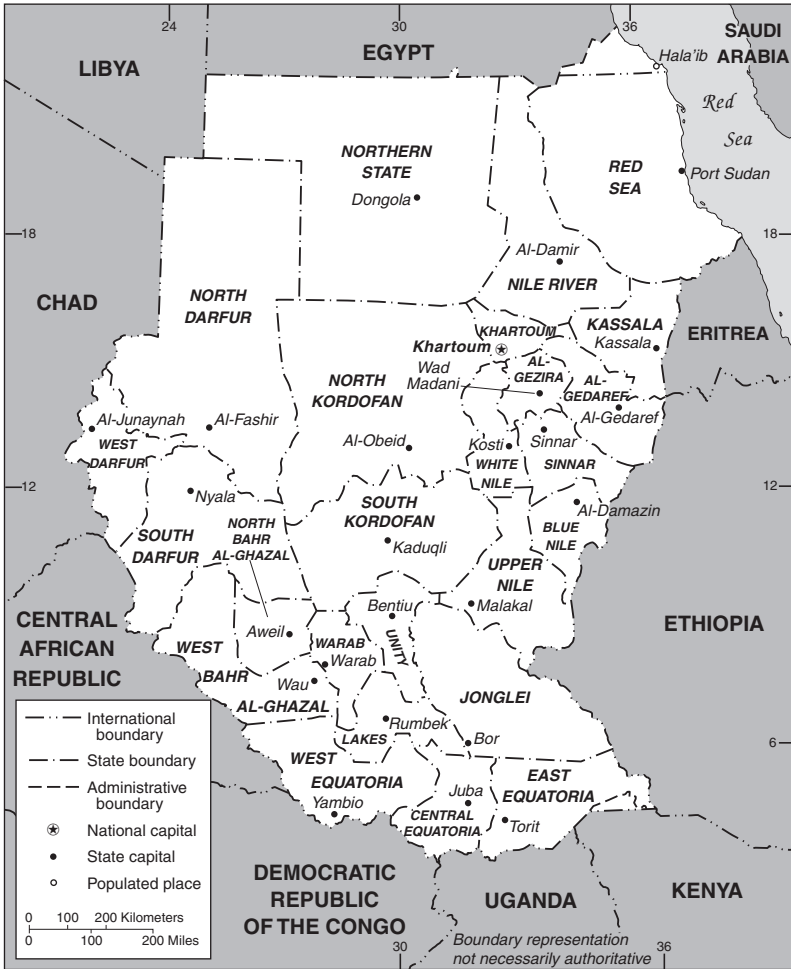 24
30
36
SAUDI
ARABIA
LIBYA
EGYPT
Hala'ib
Red
Sea
NORTHERN
STATE
Dongola
RED
SEA
Port Sudan
18
18
Al-Damir
NILE RIVER
CHAD
NORTH
DARFUR
KHARTOUM
Khartoum
KASSALA
Kassala
ERITREA
Wad
Madani
AL-
GEZIRA
AL-
GEDAREF
Al-Gedaref
NORTH
KORDOFAN
Al-Junaynah
Al-Fashir
Al-Obeid
Kosti
Sinnar
WEST
DARFUR
WHITE
NILE
SINNAR
12
12
Nyala
SOUTH
KORDOFAN
Al-Damazin
SOUTH
DARFUR
NORTH
BAHR
AL-GHAZAL
Kaduqli
BLUE
NILE
UPPER
NILE
CENTRAL
AFRICAN
REPUBLIC
Bentiu
Malakal
ETHIOPIA
Aweil
WEST
BAHR
AL-GHAZAL
WARAB
Warab
UNITY
Wau
JONGLEI
Rumbek
LAKES
Bor
6
WEST
EQUATORIA
EAST
EQUATORIA
Yambio
Juba
CENTRAL
EQUATORIA
Torit
International
boundary
State boundary
Administrative
boundary
National capital
State capital
Populated place
0 100 200 Kilometers
0 100 200 Miles
DEMOCRATIC
REPUBLIC
OF THE CONGO
UGANDA
KENYA
Boundary representation
not necessarily authoritative
30
36